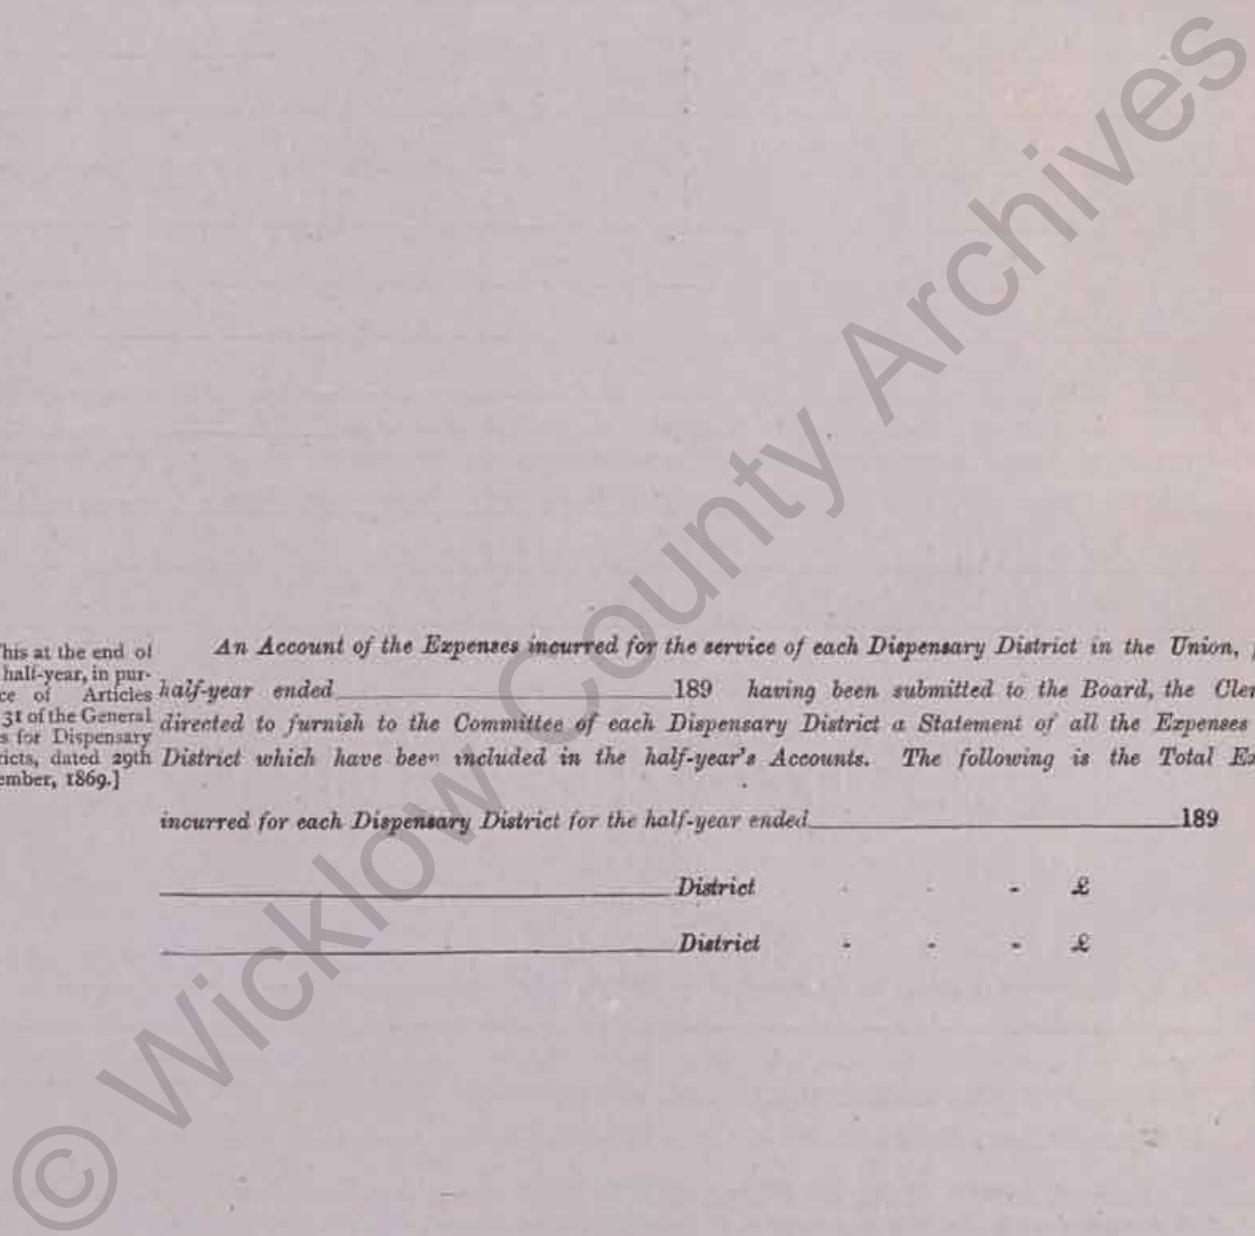 his at the end of
half-year, in pur-
ce of Articles
31 of the General
s for Dispensary
ricts, dated 29th
ember, 1869.]
An Account of the Expenses incurred for the service of each Dispensary District in the Union,
half-year ended 189 having been submitted to the Board, the Cler
directed to furnish to the Committee of each Dispensary District a Statement of all the Expenses
District which have been included in the half-year's Accounts. The following is the Total Ex
incurred for each Dispensary District for the half-year ended 189
District - - - £
District - - - £
© Wicklow County Archives